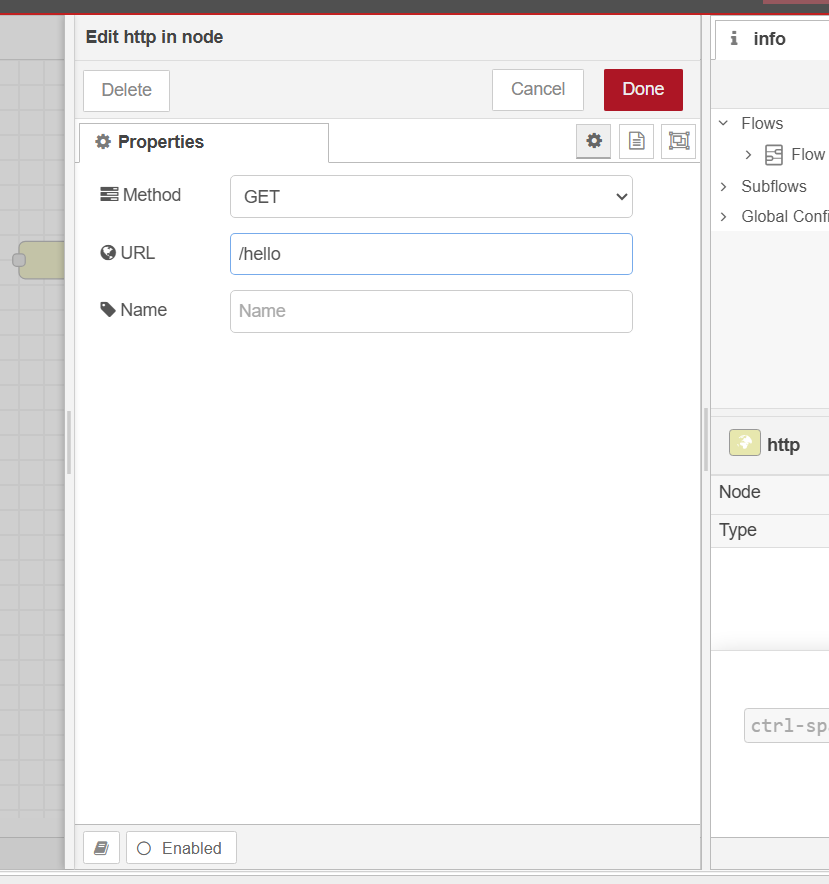 Edit http in node
Delete
Cancel
Done
Properties
Method
GET
URL
/hello
Name
Name
Enabled
info
Flows
Flow
Subflows
Global Confi
http
Node
Type
ctrl-spa